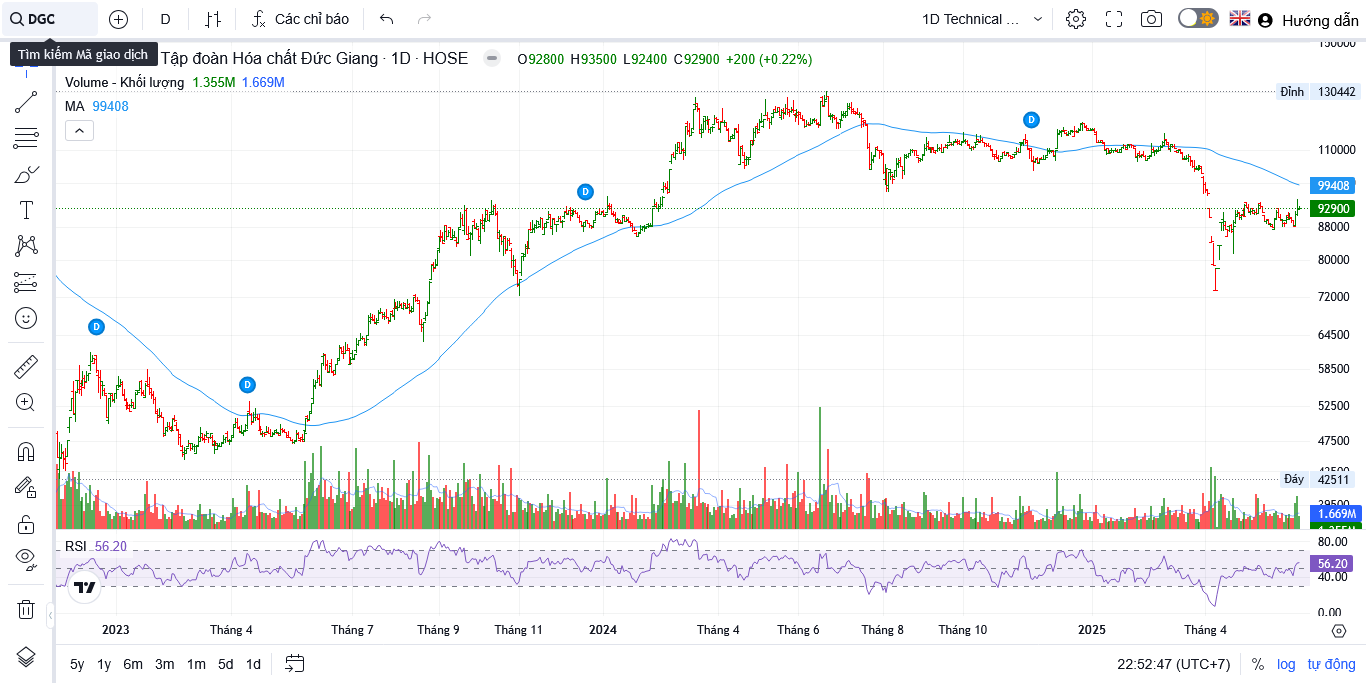 DGC
D
Các chỉ báo
1D Technical ...
Hướng dẫn
Tìm kiếm Mã giao dịch
Tập đoàn Hóa chất Đức Giang · 1D · HOSE
O92800 H93500 L92400 C92900 +200 (+0.22%)
Volume - Khối lượng 1.355M 1.669M
MA 99408
150000
Đỉnh 130442
D
110000
99408
D
92900
88000
80000
72000
D
64500
58500
D
52500
47500
42500
Đáy 42511
39500
1.669M
1.355M
RSI 56.20
80.00
56.20
40.00
0.00
2023 Tháng 4 Tháng 7 Tháng 9 Tháng 11 2024 Tháng 4 Tháng 6 Tháng 8 Tháng 10 2025 Tháng 4
5y 1y 6m 3m 1m 5d 1d
22:52:47 (UTC+7) % log tự động